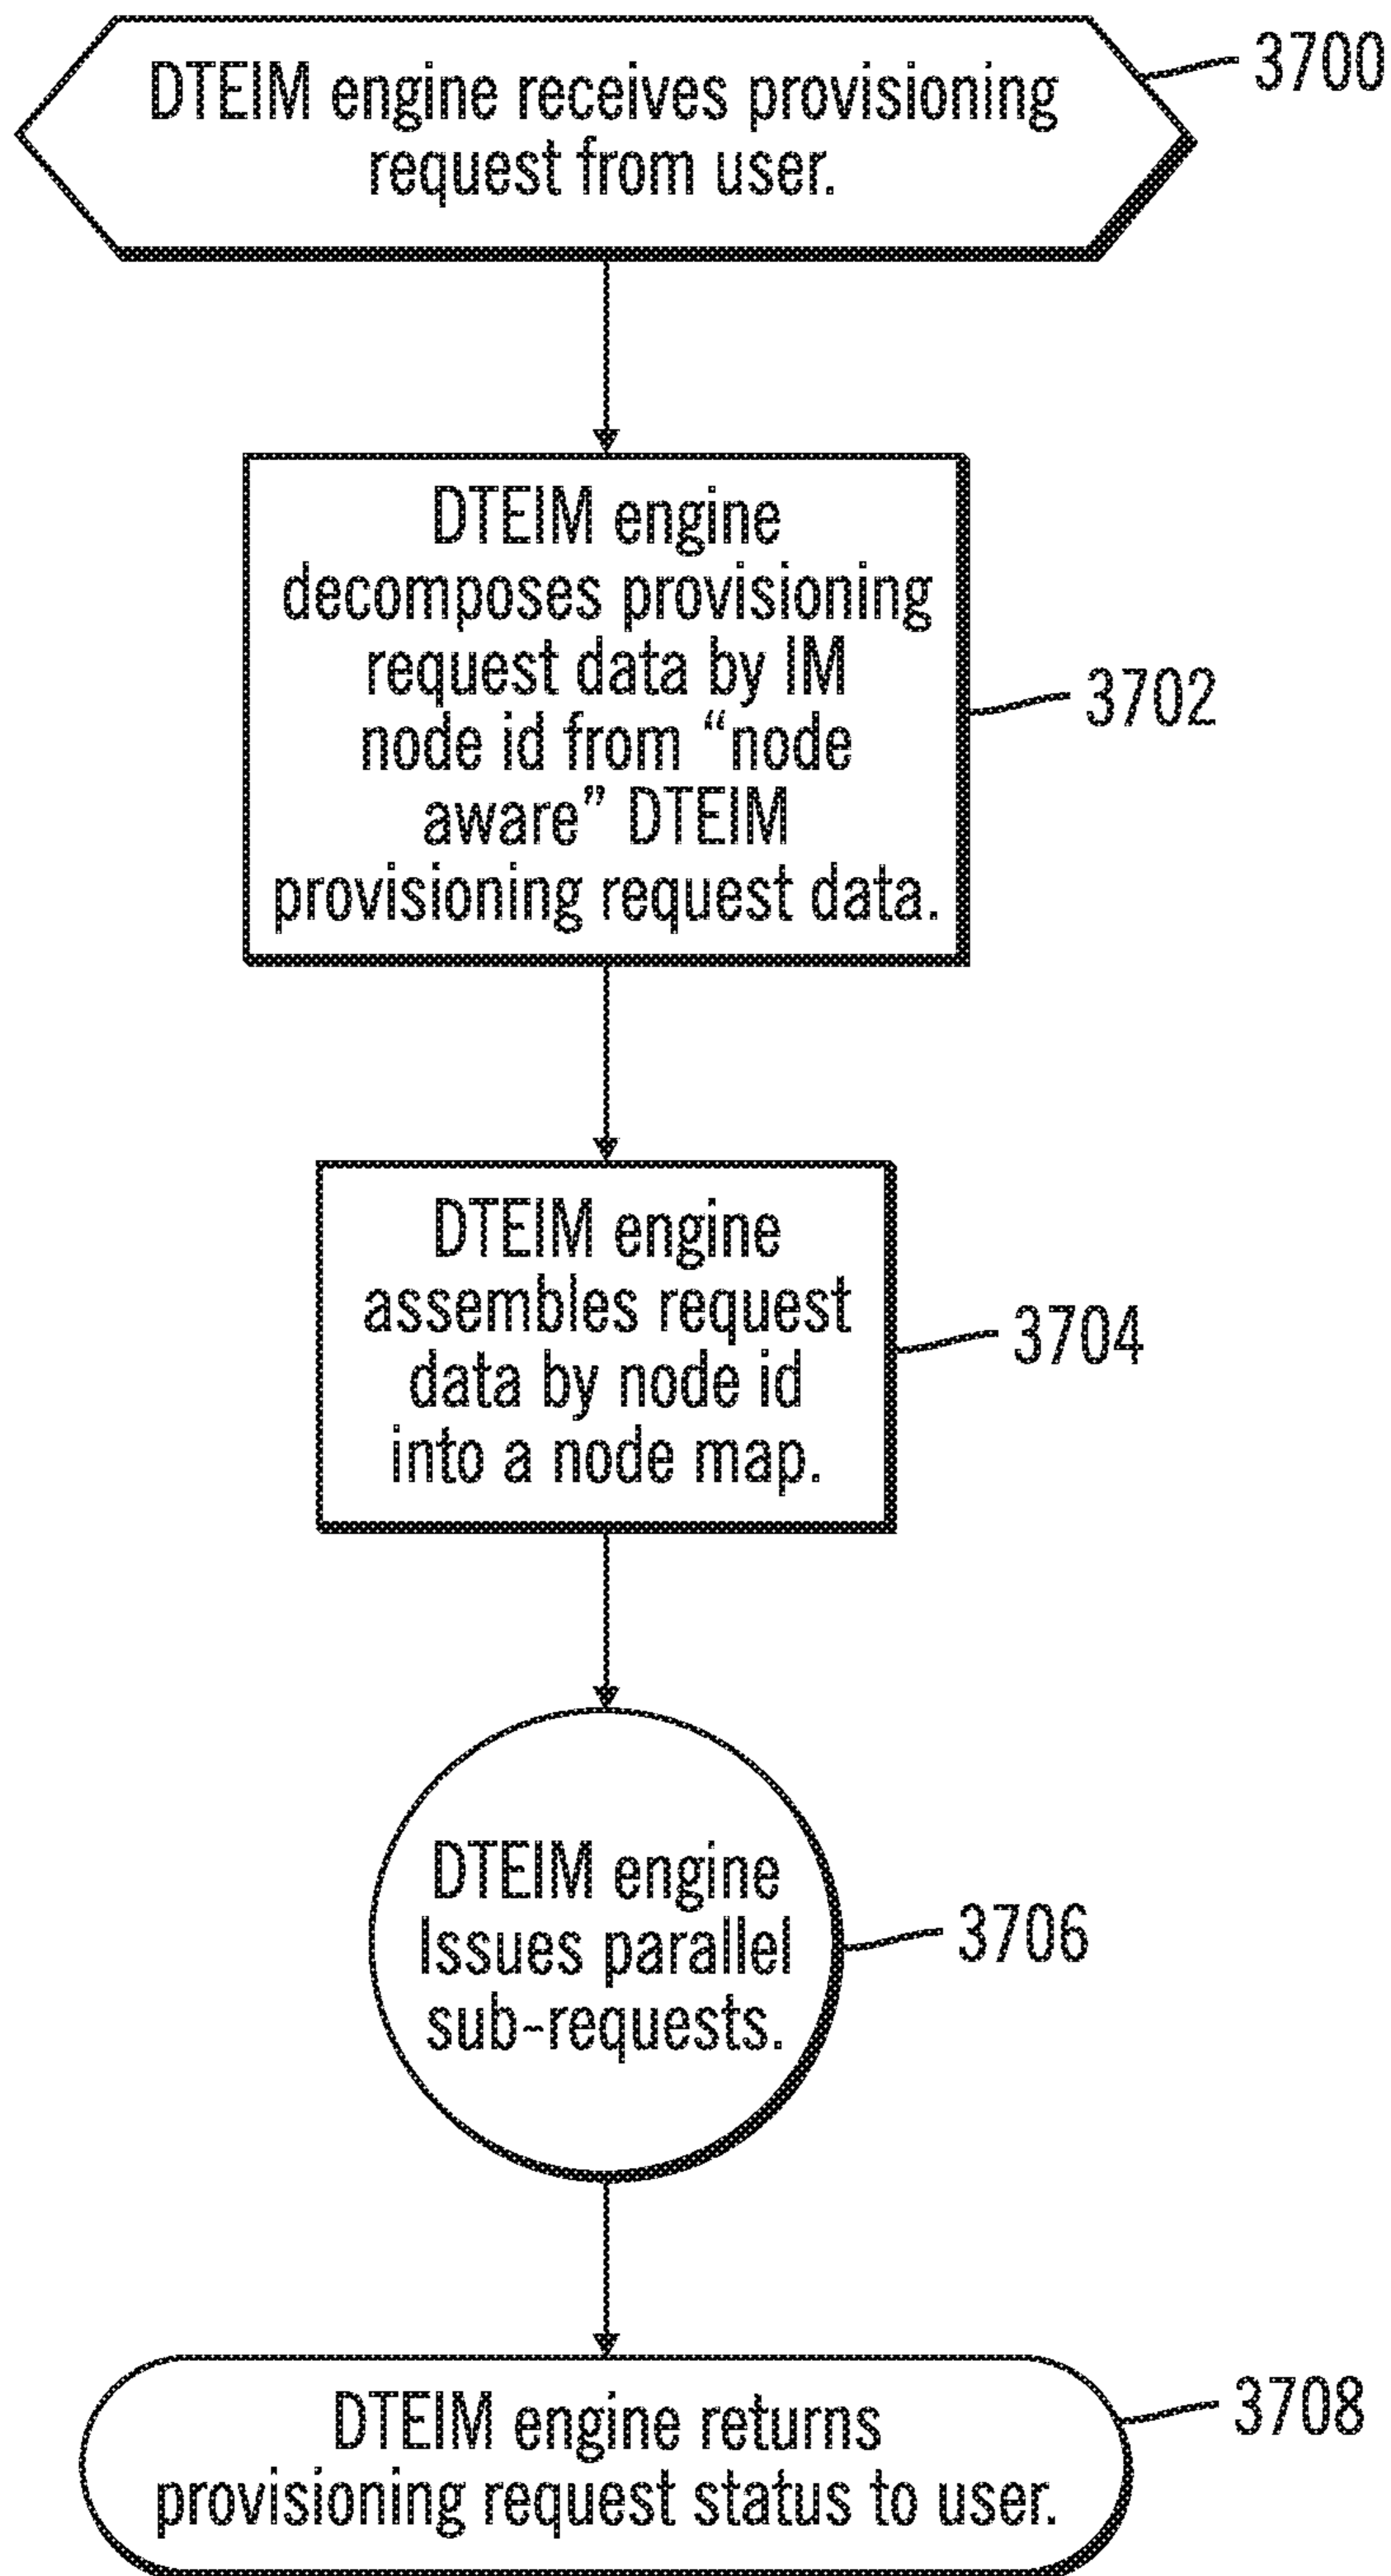 DTEIM engine receives provisioning
request from user.
3700
DTEIM engine
decomposes provisioning
request data by IM
node id from “node
aware” DTEIM
provisioning request data.
3702
DTEIM engine
assembles request
data by node id
into a node map.
3704
DTEIM engine
Issues parallel
sub-requests.
3706
DTEIM engine returns
provisioning request status to user.
3708